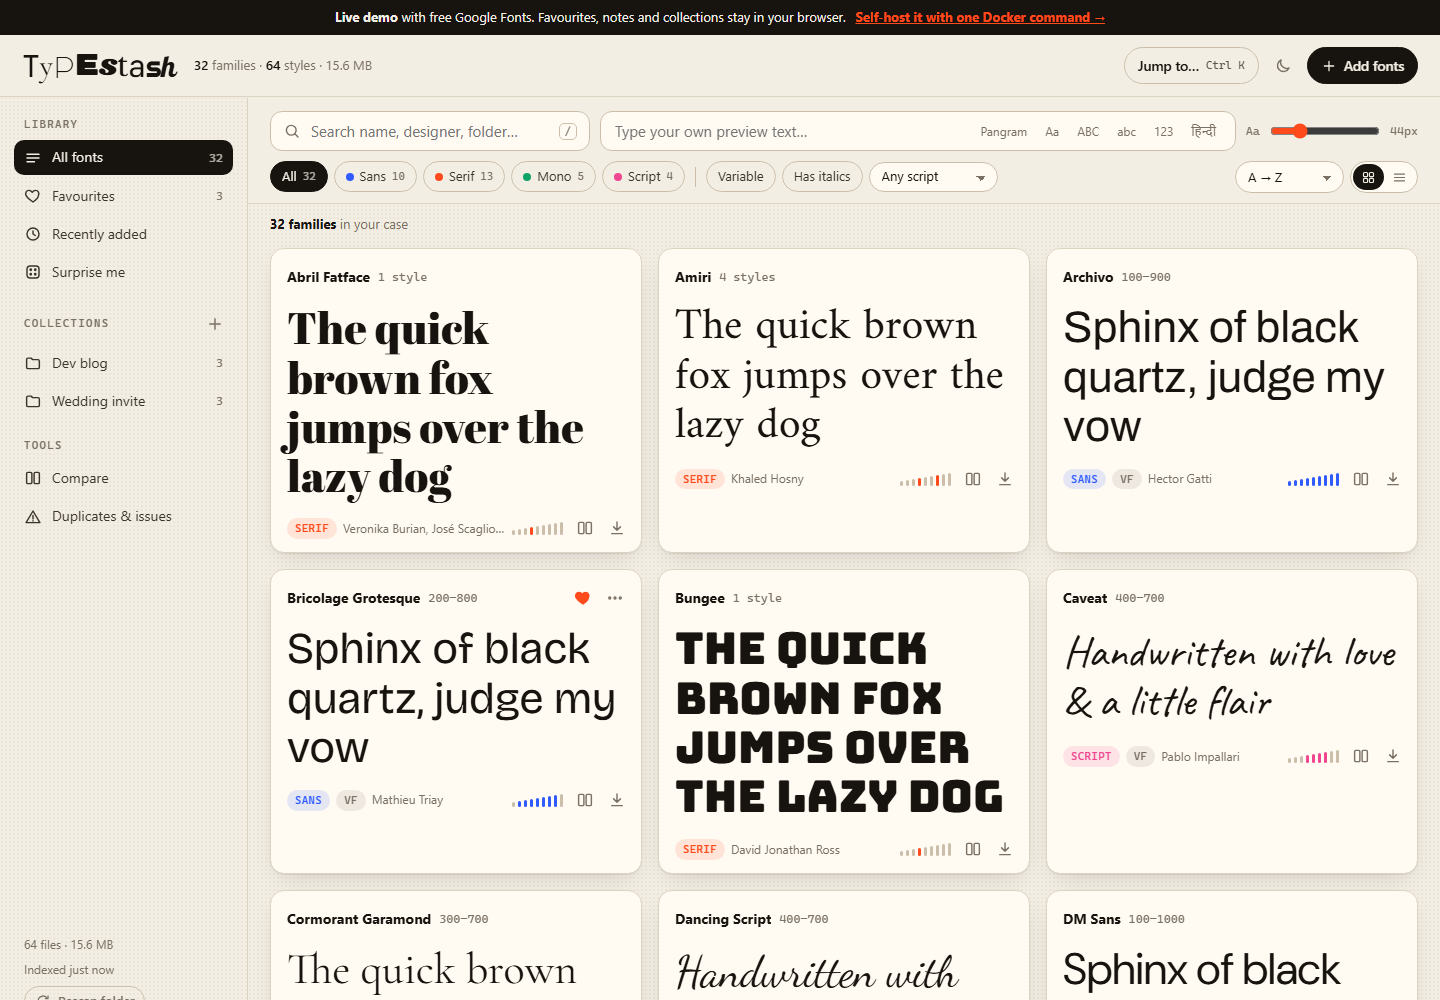 Live demo with free Google Fonts. Favourites, notes and collections stay in your browser. Self-host it with one Docker command →
TyPEstash 32 families · 64 styles · 15.6 MB
Jump to... Ctrl K
Add fonts
LIBRARY
All fonts 32
Favourites 3
Recently added
Surprise me
COLLECTIONS
Dev blog 3
Wedding invite 3
TOOLS
Compare
Duplicates & issues
64 files · 15.6 MB
Indexed just now
Rescan folder
Search name, designer, folder... /
Type your own preview text... Pangram Aa ABC abc 123 हिन्दी
Aa 44px
All 32 Sans 10 Serif 13 Mono 5 Script 4 Variable Has italics Any script
A → Z
32 families in your case
Abril Fatface 1 style
The quick
brown fox
jumps over the
lazy dog
SERIF Veronika Burian, José Scaglio...
Amiri 4 styles
The quick brown
fox jumps over the
lazy dog
SERIF Khaled Hosny
Archivo 100–900
Sphinx of black
quartz, judge my
vow
SANS VF Hector Gatti
Bricolage Grotesque 200–800
Sphinx of black
quartz, judge my
vow
SANS VF Mathieu Triay
Bungee 1 style
THE QUICK
BROWN FOX
JUMPS OVER
THE LAZY DOG
SERIF David Jonathan Ross
Caveat 400–700
Handwritten with love
& a little flair
SCRIPT VF Pablo Impallari
Cormorant Garamond 300–700
The quick brown
Dancing Script 400–700
Handwritten with
DM Sans 100–1000
Sphinx of black